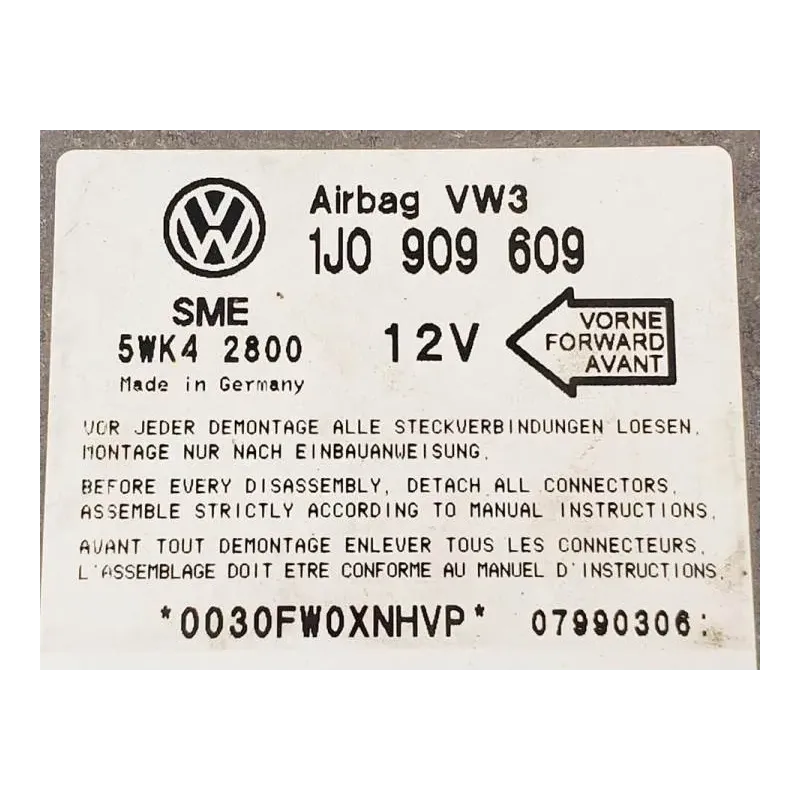 Airbag VW3
1J0 909 609
SME
5WK4 2800
12V
VORNE
FORWARD
AVANT
Made in Germany
VOR JEDER DEMONTAGE ALLE STECKVERBINDUNGEN LOESEN.
MONTAGE NUR NACH EINBAUANWEISUNG.
BEFORE EVERY DISASSEMBLY, DETACH ALL CONNECTORS.
ASSEMBLE STRICTLY ACCORDING TO MANUAL INSTRUCTIONS.
AVANT TOUT DEMONTAGE ENLEVER TOUS LES CONNECTEURS.
L'ASSEMBLAGE DOIT ETRE CONFORME AU MANUEL D'INSTRUCTIONS.
*0030FW0XNHVP* 07990306: